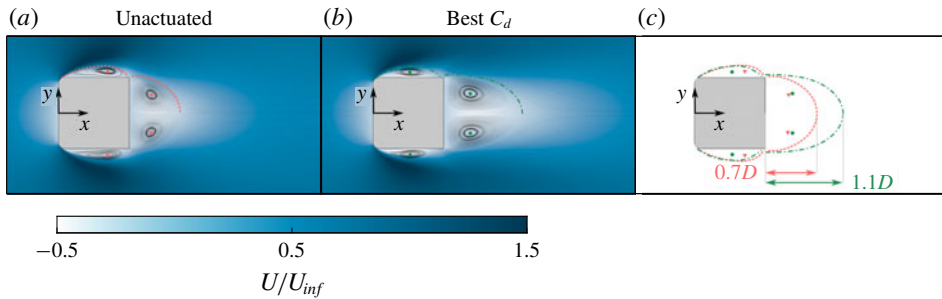 (a) Unactuated (b) Best C_d (c)
y x y x y x
0.7D
1.1D
−0.5 0.5 1.5
U/U_inf